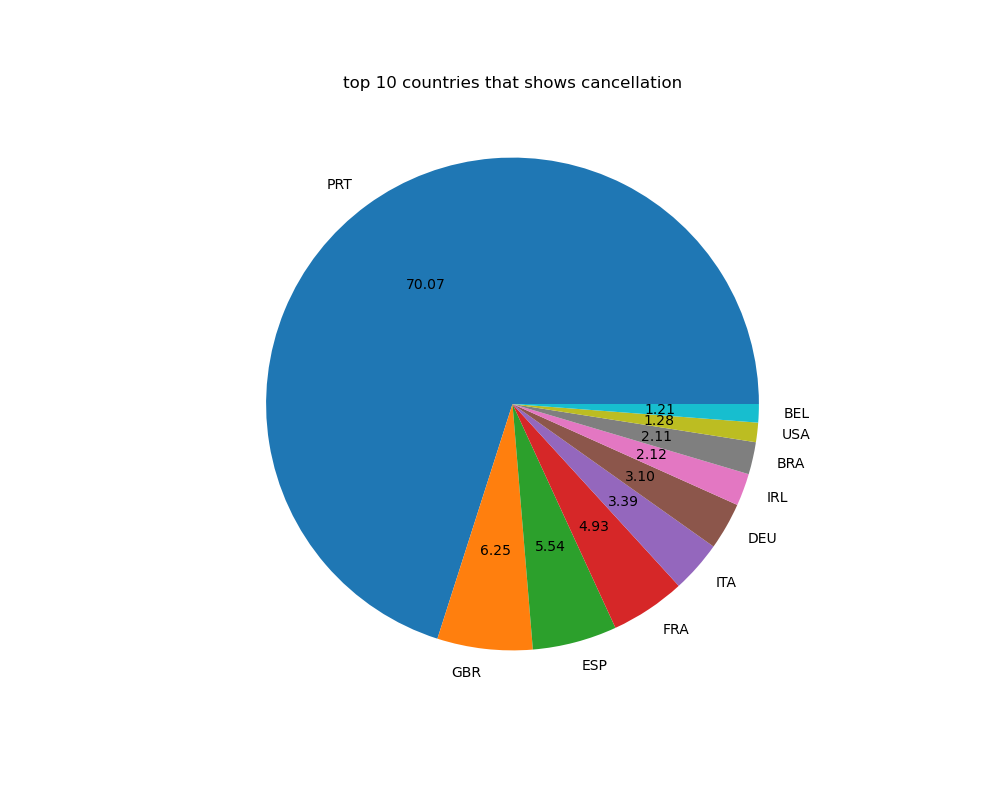 top 10 countries that shows cancellation
PRT
70.07
1.21
BEL
1.28
USA
2.11
BRA
2.12
IRL
3.10
DEU
3.39
ITA
4.93
FRA
5.54
ESP
6.25
GBR